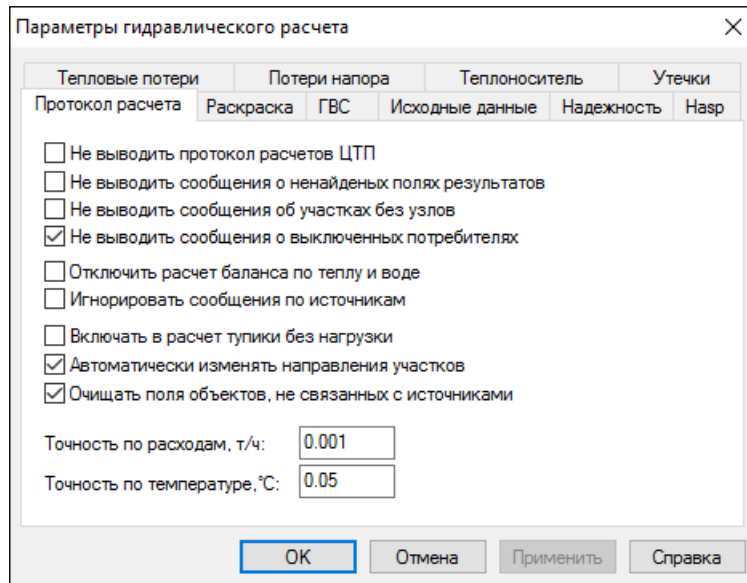 Параметры гидравлического расчета
Тепловые потери Потери напора Теплоноситель Утечки
Протокол расчета Раскраска ГВС Исходные данные Надежность Hasp
Не выводить протокол расчетов ЦТП
Не выводить сообщения о ненайденых полях результатов
Не выводить сообщения об участках без узлов
Не выводить сообщения о выключенных потребителях
Отключить расчет баланса по теплу и воде
Игнорировать сообщения по источникам
Включать в расчет тупики без нагрузки
Автоматически изменять направления участков
Очищать поля объектов, не связанных с источниками
Точность по расходам, т/ч: 0.001
Точность по температуре,°C: 0.05
OK Отмена Применить Справка